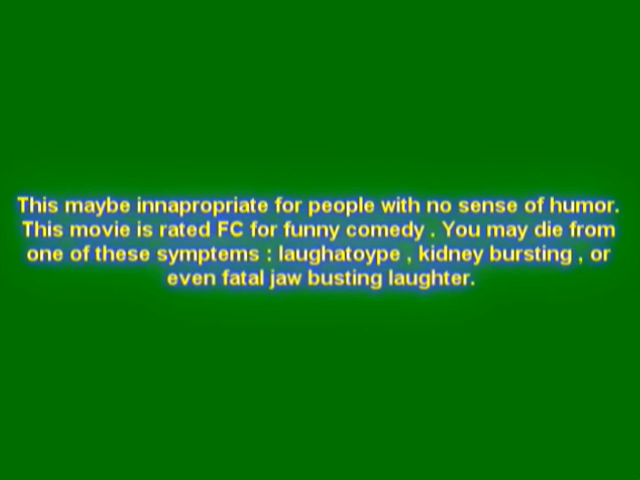 This maybe innapropriate for people with no sense of humor.
This movie is rated FC for funny comedy . You may die from
one of these symptoms : laughatoype , kidney bursting , or
even fatal jaw busting laughter.